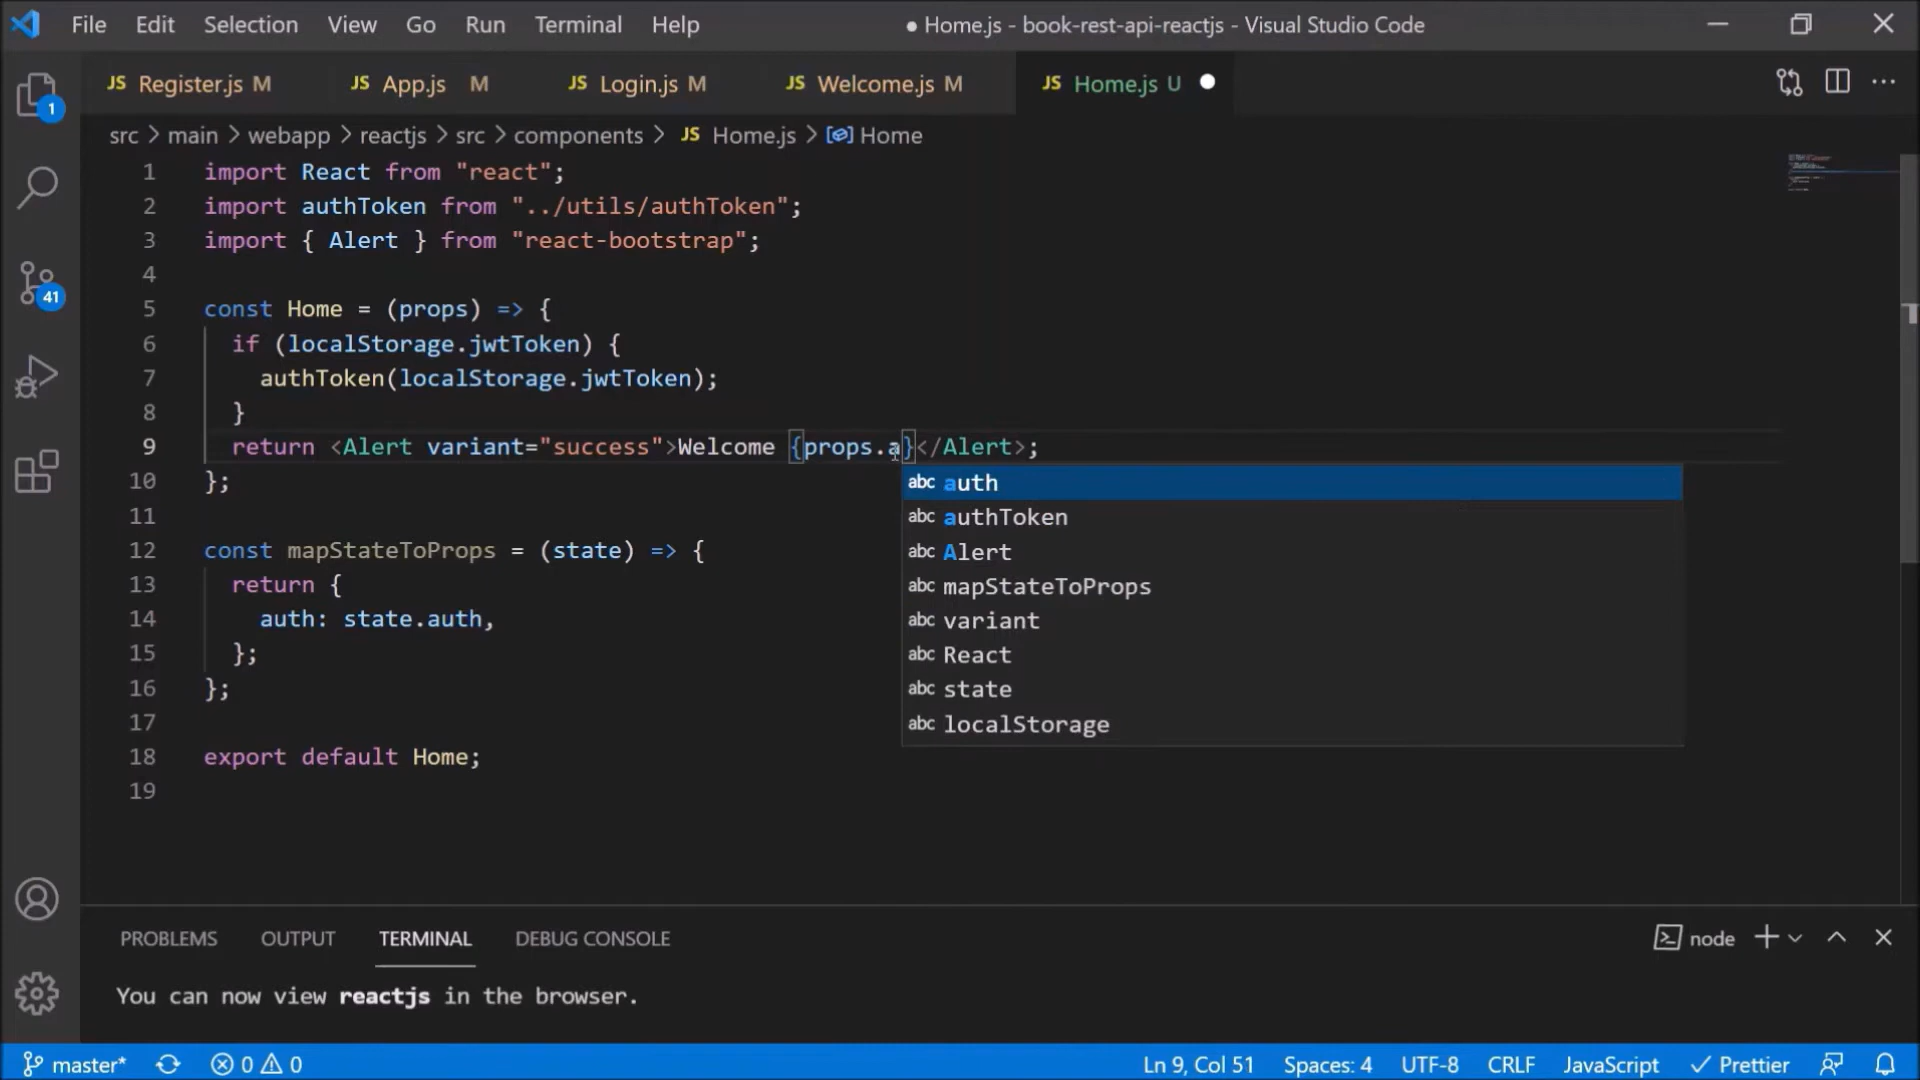 File Edit Selection View Go Run Terminal Help ● Home.js - book-rest-api-reactjs - Visual Studio Code
JS Register.js M JS App.js M JS Login.js M JS Welcome.js M JS Home.js U
src > main > webapp > reactjs > src > components > JS Home.js > Home
1 import React from "react";
2 import authToken from "../utils/authToken";
3 import { Alert } from "react-bootstrap";
4
5 const Home = (props) => {
6 if (localStorage.jwtToken) {
7 authToken(localStorage.jwtToken);
8 }
9 return <Alert variant="success">Welcome {props.a}</Alert>;
10 };
11
12 const mapStateToProps = (state) => {
13 return {
14 auth: state.auth,
15 };
16 };
17
18 export default Home;
19
abc auth
abc authToken
abc Alert
abc mapStateToProps
abc variant
abc React
abc state
abc localStorage
1
41
PROBLEMS OUTPUT TERMINAL DEBUG CONSOLE node
You can now view reactjs in the browser.
master* 0 0 Ln 9, Col 51 Spaces: 4 UTF-8 CRLF JavaScript Prettier